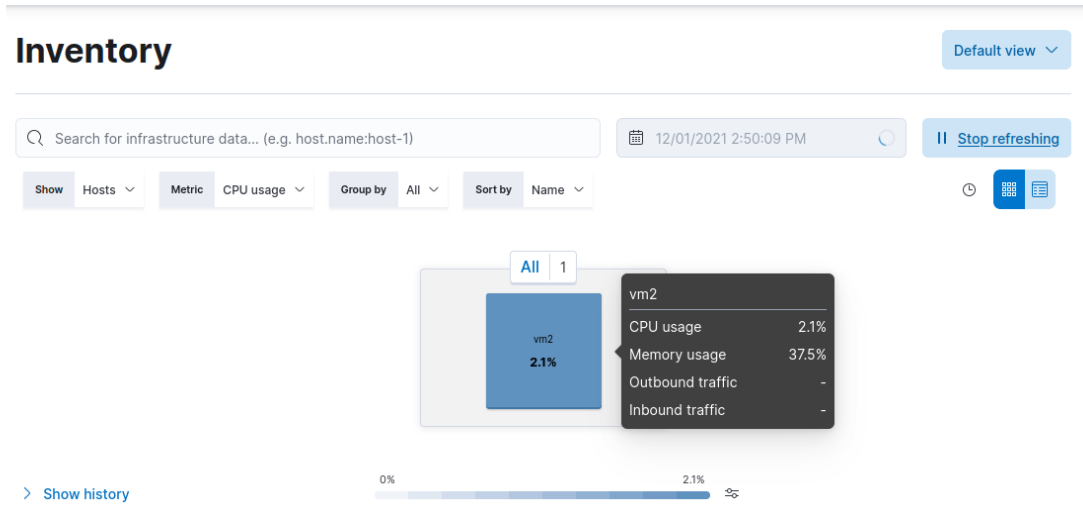 Inventory
Default view
Search for infrastructure data... (e.g. host.name:host-1)
12/01/2021 2:50:09 PM
Stop refreshing
Show Hosts Metric CPU usage Group by All Sort by Name
All 1
vm2
2.1%
vm2
CPU usage 2.1%
Memory usage 37.5%
Outbound traffic -
Inbound traffic -
Show history
0% 2.1%